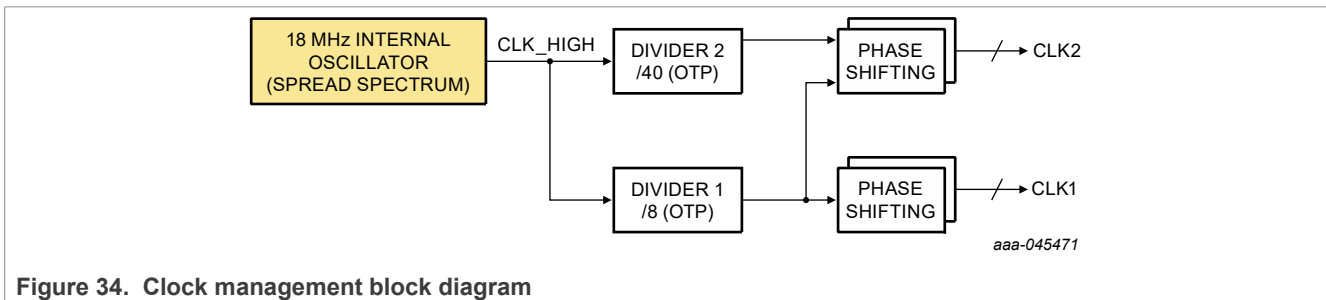 18 MHz INTERNAL
OSCILLATOR
(SPREAD SPECTRUM)
CLK_HIGH
DIVIDER 2
/40 (OTP)
PHASE
SHIFTING
CLK2
DIVIDER 1
/8 (OTP)
PHASE
SHIFTING
CLK1
aaa-045471
Figure 34. Clock management block diagram